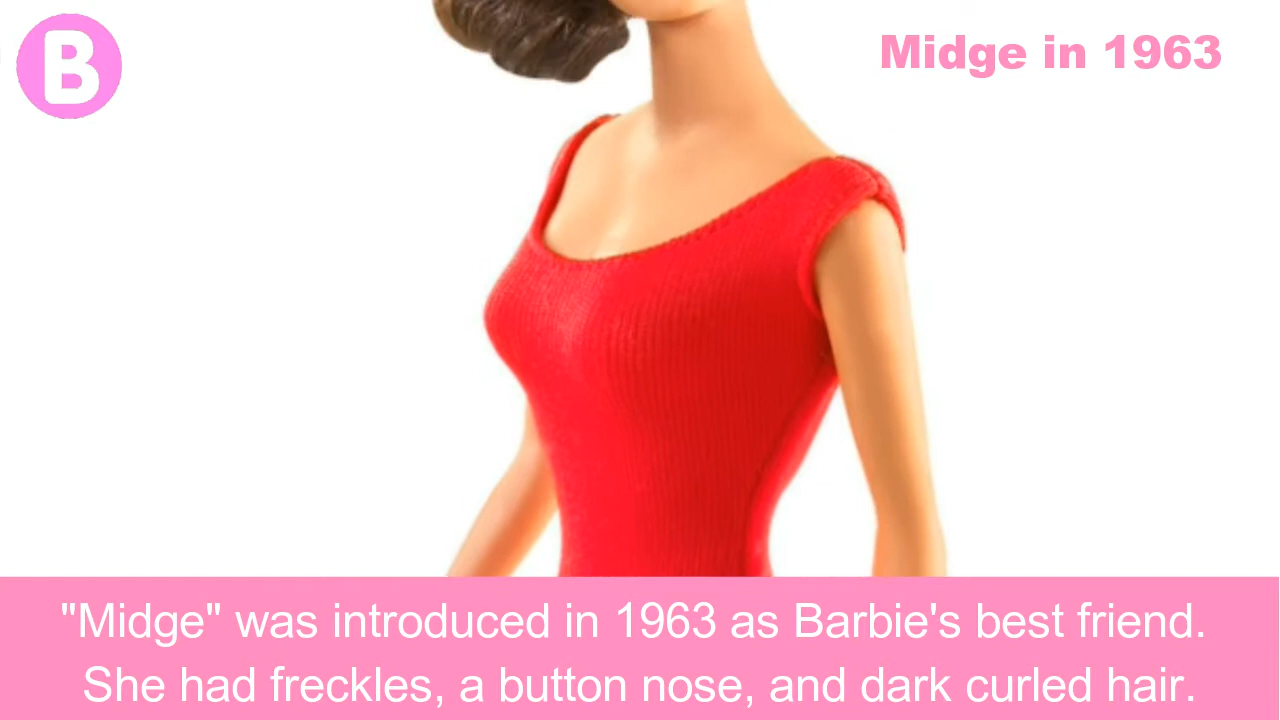 B
Midge in 1963
"Midge" was introduced in 1963 as Barbie's best friend.
She had freckles, a button nose, and dark curled hair.